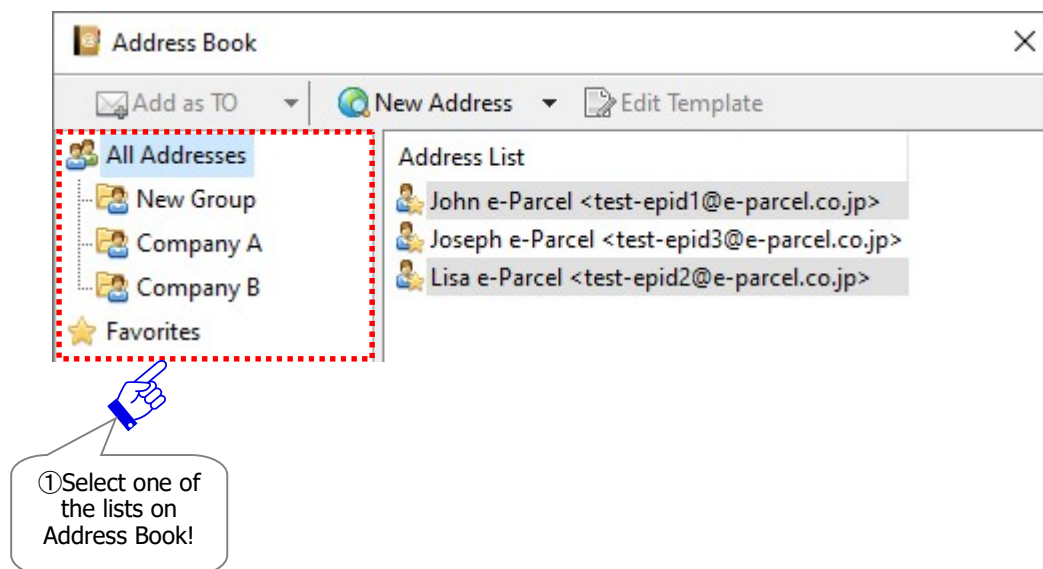 Address Book
Add as TO
New Address
Edit Template
All Addresses
New Group
Company A
Company B
Favorites
Address List
John e-Parcel <test-epid1@e-parcel.co.jp>
Joseph e-Parcel <test-epid3@e-parcel.co.jp>
Lisa e-Parcel <test-epid2@e-parcel.co.jp>
①Select one of
the lists on
Address Book!